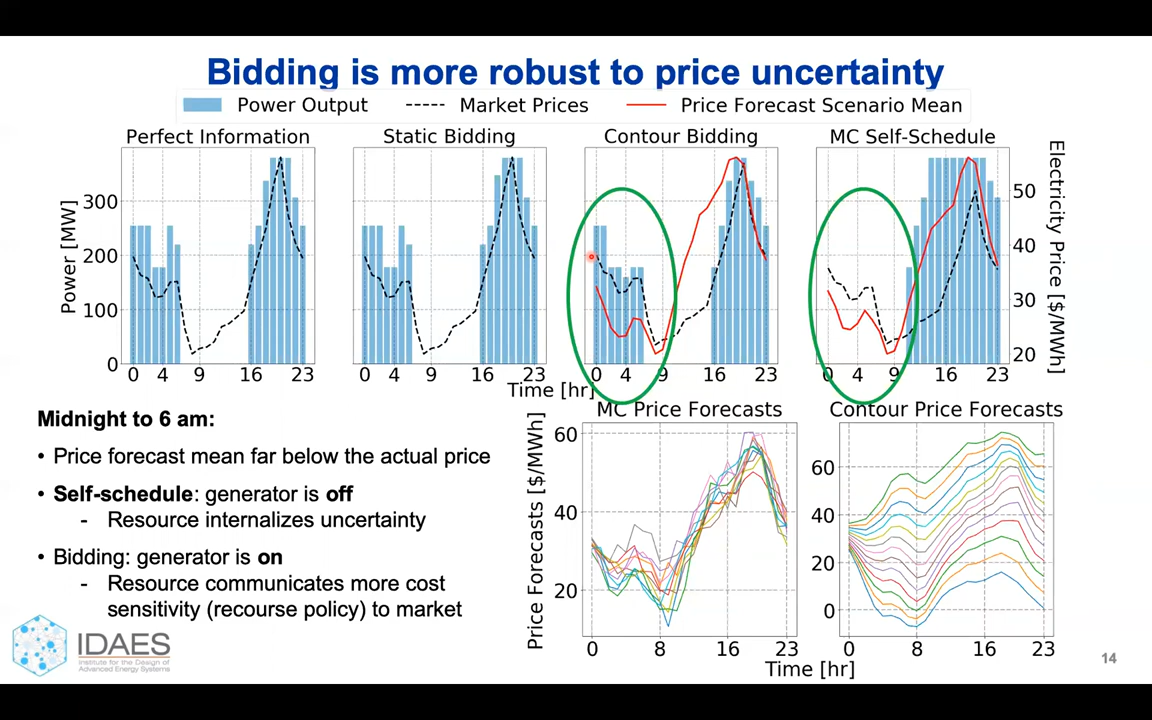 Bidding is more robust to price uncertainty
Power Output Market Prices Price Forecast Scenario Mean
Perfect Information Static Bidding Contour Bidding MC Self-Schedule
Power [MW]
300
200
100
0
0 4 9 16 23
0 4 9 16 23
0 4 9 16 23
0 4 9 16 23
50
40
30
20
Electricity Price [$/MWh]
Time [hr]
Midnight to 6 am:
• Price forecast mean far below the actual price
• Self-schedule: generator is off
- Resource internalizes uncertainty
• Bidding: generator is on
- Resource communicates more cost
sensitivity (recourse policy) to market
MC Price Forecasts Contour Price Forecasts
Price Forecasts [$/MWh]
60
40
20
0 8 16 23
60
40
20
0
0 8 16 23
Time [hr]
IDAES
Institute for the Design of
Advanced Energy Systems
14